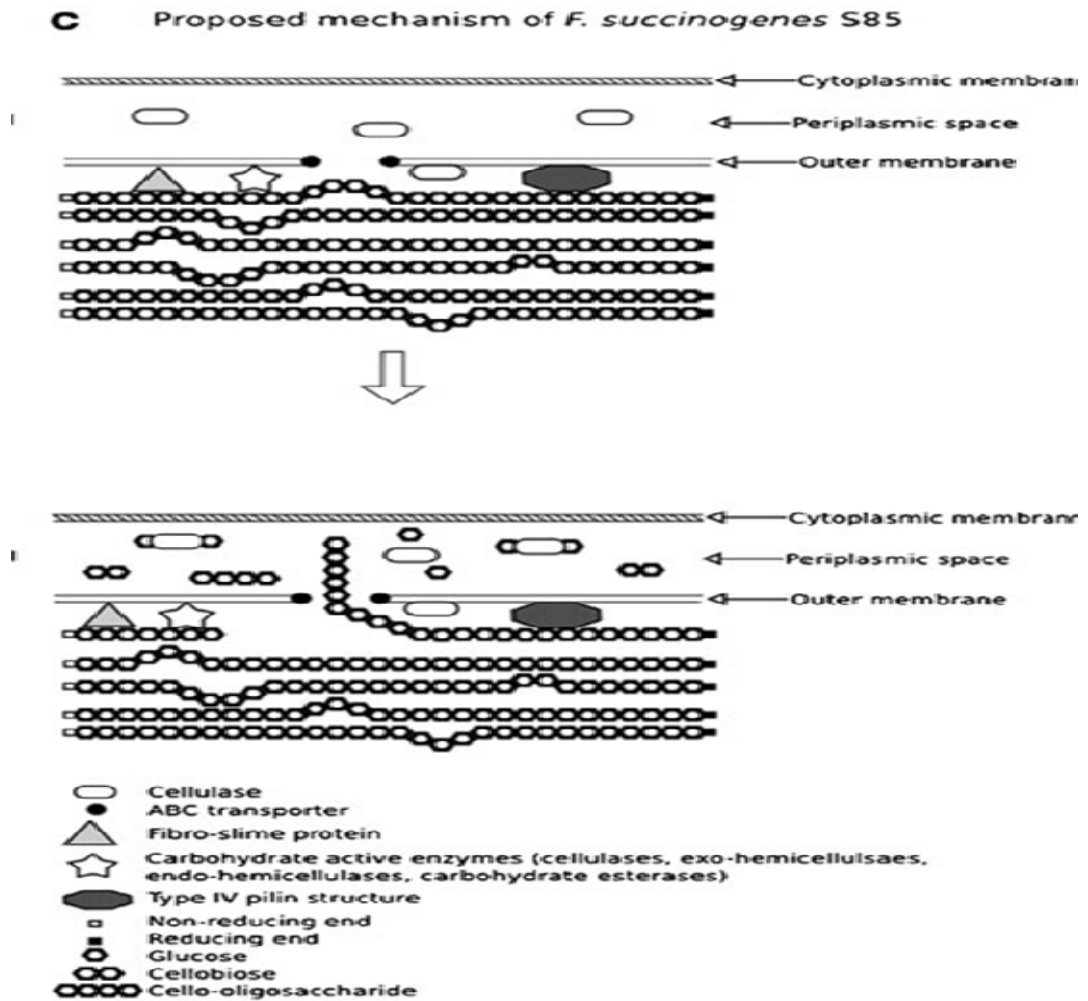 C Proposed mechanism of F. succinogenes S85
Cytoplasmic membran
Periplasmic space
Outer membrane
Cytoplasmic membran
Periplasmic space
Outer membrane
Cellulase
ABC transporter
Fibro-slime protein
Carbohydrate active enzymes (cellulases, exo-hemicellulsaes,
endo-hemicellulases, carbohydrate esterases)
Type IV pilin structure
Non-reducing end
Reducing end
Glucose
Cellobiose
Cello-oligosaccharide